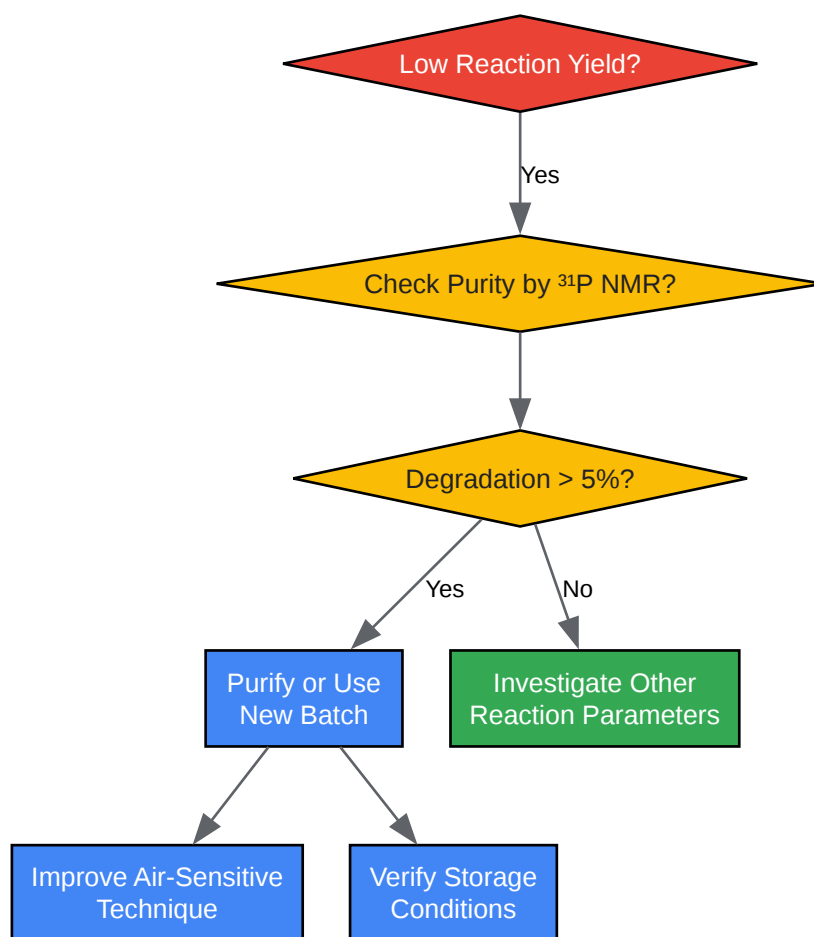 Low Reaction Yield?
Yes
Check Purity by ³¹P NMR?
Degradation > 5%?
Yes
No
Purify or Use
New Batch
Investigate Other
Reaction Parameters
Improve Air-Sensitive
Technique
Verify Storage
Conditions